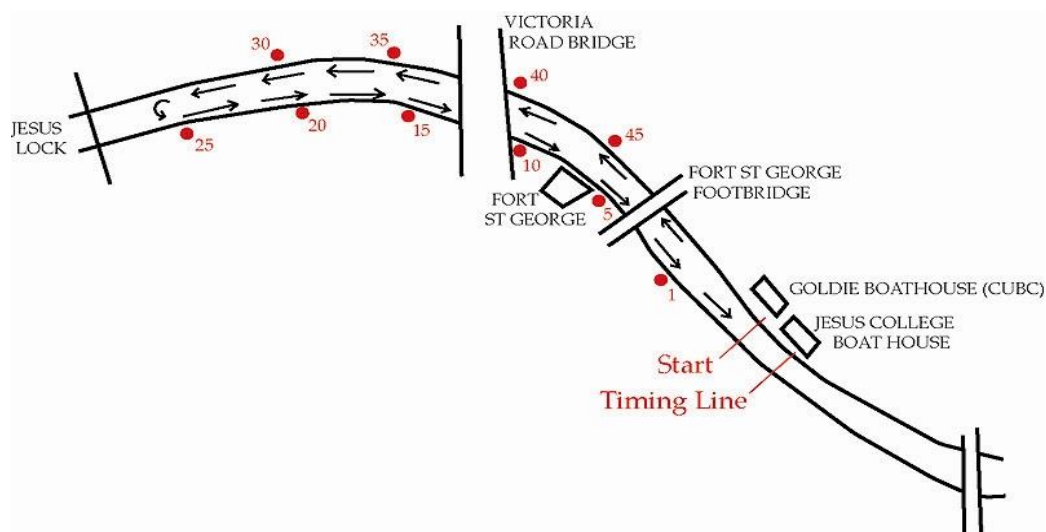 VICTORIA
ROAD BRIDGE
30
35
40
JESUS
LOCK
25
20
15
10
45
FORT
ST GEORGE
5
FORT ST GEORGE
FOOTBRIDGE
1
GOLDIE BOATHOUSE (CUBC)
JESUS COLLEGE
BOAT HOUSE
Start
Timing Line